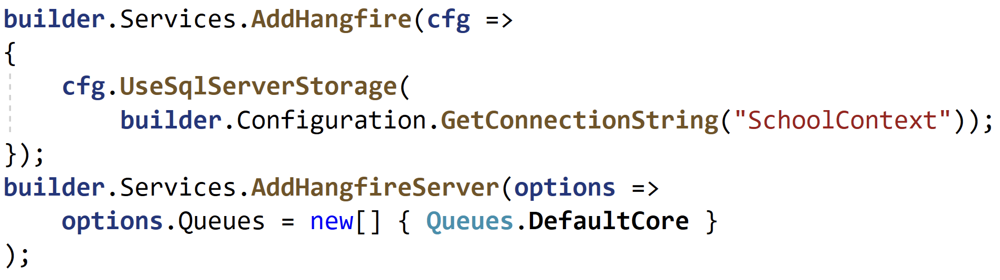 builder.Services.AddHangfire(cfg =>
{
    cfg.UseSqlServerStorage(
        builder.Configuration.GetConnectionString("SchoolContext"));
});
builder.Services.AddHangfireServer(options =>
    options.Queues = new[] { Queues.DefaultCore }
);